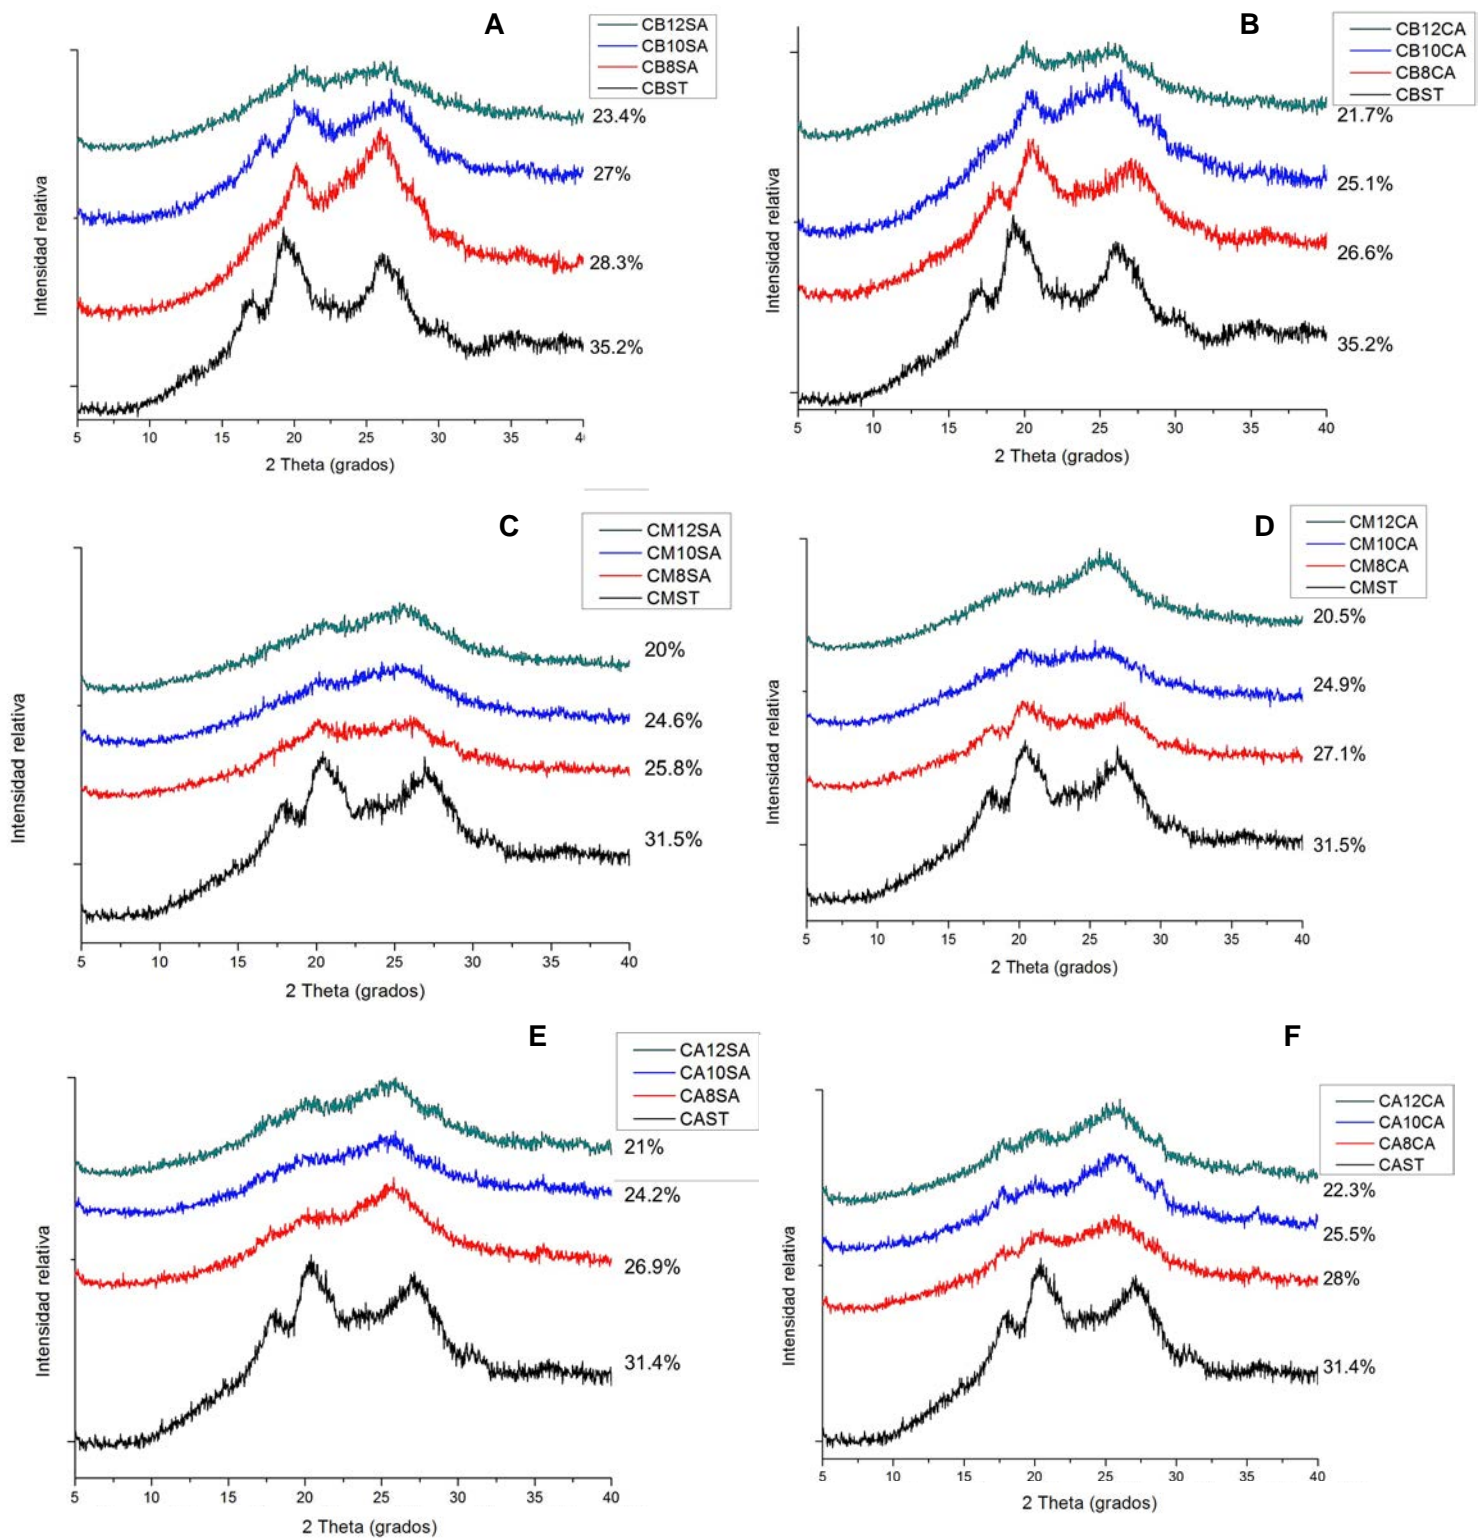 A
CB12SA
CB10SA
CB8SA
CBST
23.4%
27%
28.3%
35.2%
Intensidad relativa
5 10 15 20 25 30 35 4
2 Theta (grados)
B
CB12CA
CB10CA
CB8CA
CBST
21.7%
25.1%
26.6%
35.2%
Intensidad relativa
5 10 15 20 25 30 35 40
2 Theta (grados)
C
CM12SA
CM10SA
CM8SA
CMST
20%
24.6%
25.8%
31.5%
Intensidad relativa
5 10 15 20 25 30 35 40
2 Theta (grados)
D
CM12CA
CM10CA
CM8CA
CMST
20.5%
24.9%
27.1%
31.5%
Intensidad relativa
5 10 15 20 25 30 35 40
2 Theta (grados)
E
CA12SA
CA10SA
CA8SA
CAST
21%
24.2%
26.9%
31.4%
Intensidad relativa
5 10 15 20 25 30 35 40
2 Theta (grados)
F
CA12CA
CA10CA
CA8CA
CAST
22.3%
25.5%
28%
31.4%
Intensidad relativa
5 10 15 20 25 30 35 40
2 Theta (grados)